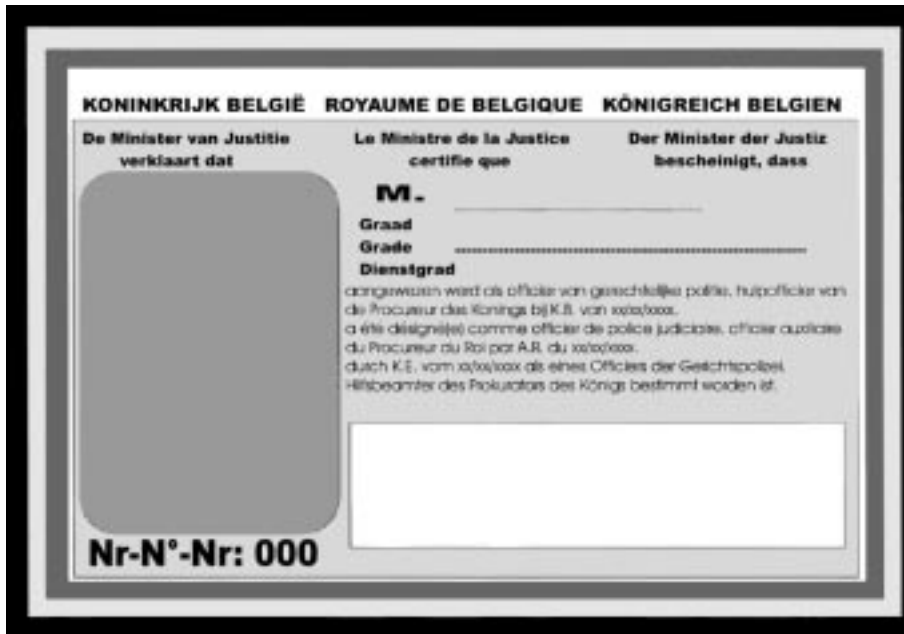 KONINKRIJK BELGIË ROYAUME DE BELGIQUE KÖNIGREICH BELGIEN
De Minister van Justitie Le Ministre de la Justice Der Minister der Justiz
verklaart dat certifie que bescheinigt, dass
M.
Graad
Grade
Dienstgrad
aangewezen werd als officier van gerechtelijke politie, hulpofficier van
de Procureur des Konings bij K.B. van xx/xx/xxxx.
a été désigné(e) comme officier de police judiciaire, officier auxiliaire
du Procureur du Roi par A.R. du xx/xx/xxxx.
durch K.E. vom xx/xx/xxxx als eines Officiers der Gerichtspolizei,
Hilfsbeamter des Prokurators des Königs bestimmt worden ist.
Nr-N°-Nr: 000